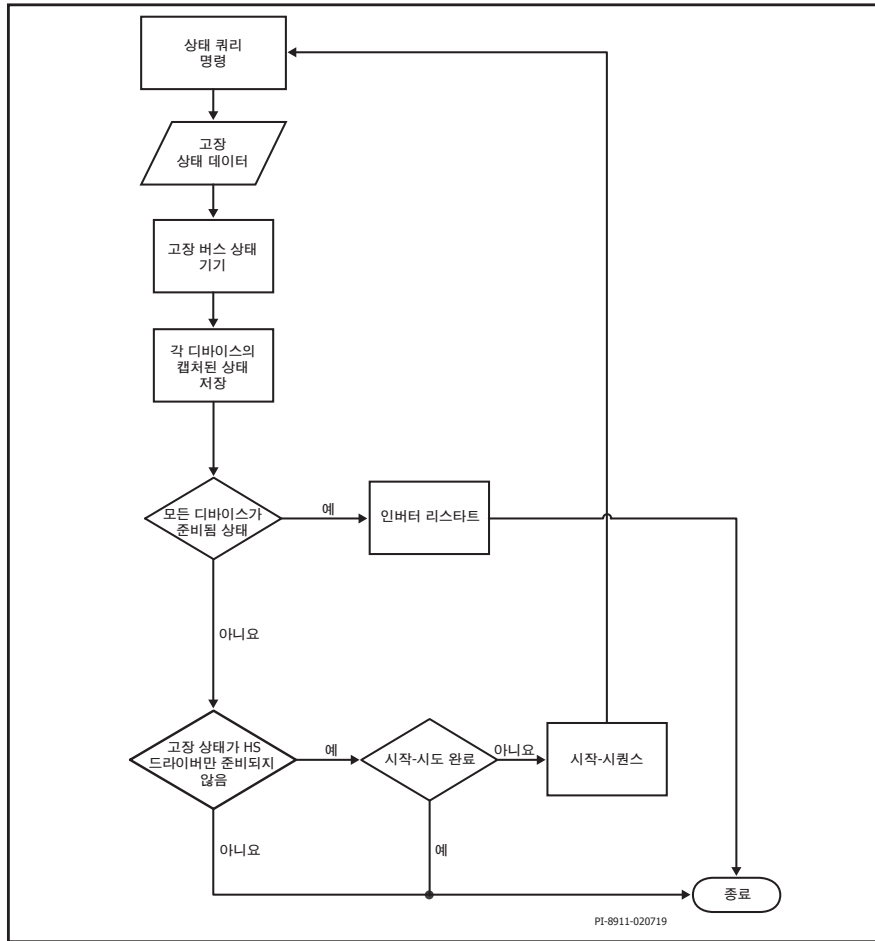 상태 쿼리
명령
고장
상태 데이터
고장 버스 상태
기기
각 디바이스의
캡처된 상태
저장
모든 디바이스가
준비됨 상태
예
인버터 리스타트
아니요
고장 상태가 HS
드라이버만 준비되지
않음
예
시작-시도 완료
아니요
시작-시퀀스
아니요
예
종료
PI-8911-020719